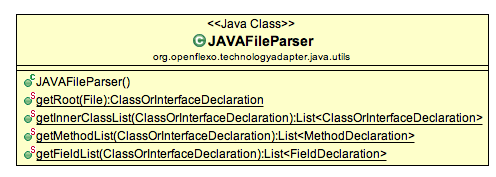 <<Java Class>>
JAVAFileParser
org.openflexo.technologyadapter.java.utils
JAVAFileParser()
getRoot(File):ClassOrInterfaceDeclaration
getInnerClassList(ClassOrInterfaceDeclaration):List<ClassOrInterfaceDeclaration>
getMethodList(ClassOrInterfaceDeclaration):List<MethodDeclaration>
getFieldList(ClassOrInterfaceDeclaration):List<FieldDeclaration>